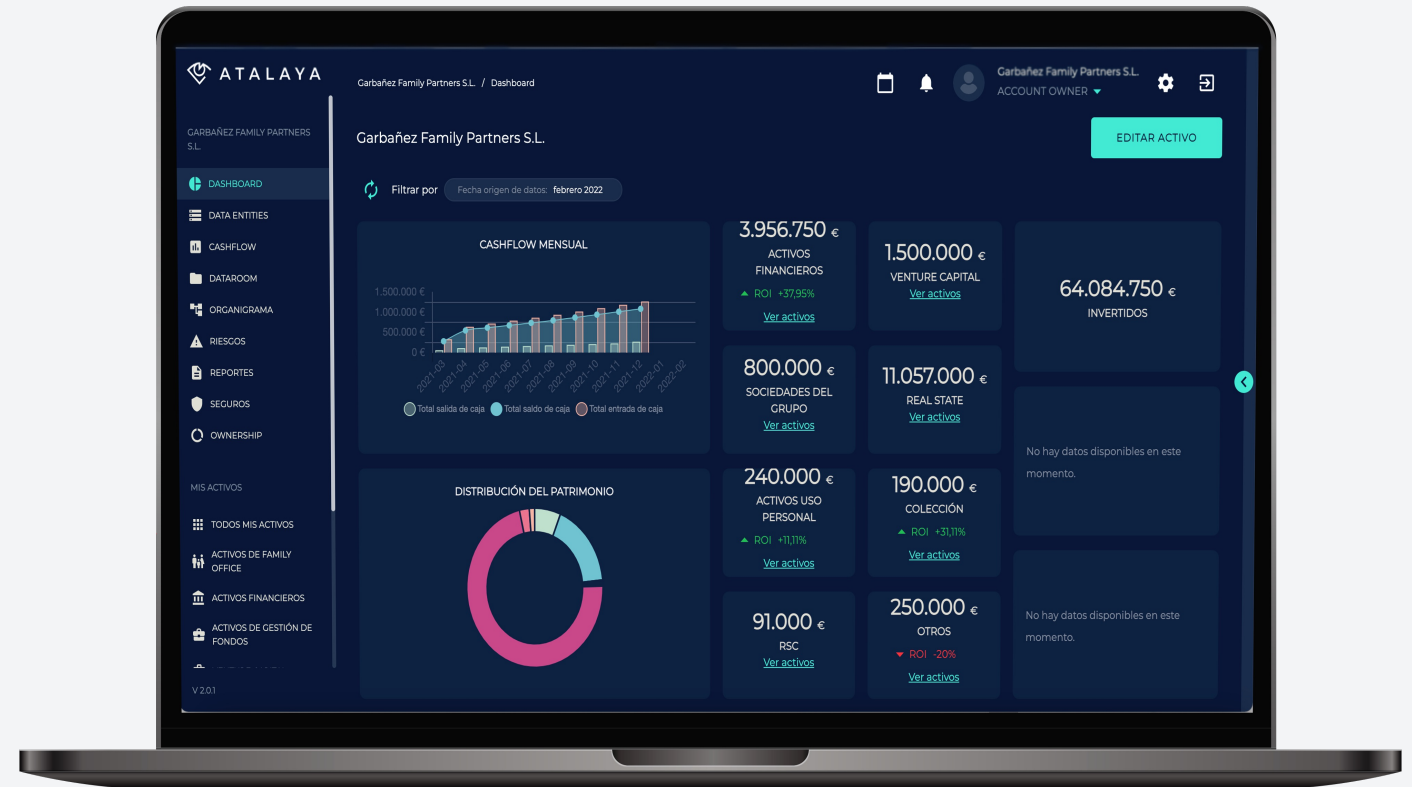 ATALAYA
Garbañez Family Partners S.L. / Dashboard
Garbañez Family Partners S.L.
ACCOUNT OWNER
GARBAÑEZ FAMILY PARTNERS
S.L.
DASHBOARD
DATA ENTITIES
CASHFLOW
DATAROOM
ORGANIGRAMA
RIESGOS
REPORTES
SEGUROS
OWNERSHIP
MIS ACTIVOS
TODOS MIS ACTIVOS
ACTIVOS DE FAMILY
OFFICE
ACTIVOS FINANCIEROS
ACTIVOS DE GESTIÓN DE
FONDOS
V 2.0.1
Garbañez Family Partners S.L.
EDITAR ACTIVO
Filtrar por
Fecha origen de datos: febrero 2022
CASHFLOW MENSUAL
1.500.000 €
1.000.000 €
500.000 €
0 €
2021-03
2021-04
2021-05
2021-06
2021-07
2021-08
2021-09
2021-10
2021-11
2021-12
2022-01
2022-02
Total salida de caja
Total saldo de caja
Total entrada de caja
DISTRIBUCIÓN DEL PATRIMONIO
3.956.750 €
ACTIVOS
FINANCIEROS
ROI +37,95%
Ver activos
1.500.000 €
VENTURE CAPITAL
Ver activos
64.084.750 €
INVERTIDOS
800.000 €
SOCIEDADES DEL
GRUPO
Ver activos
11.057.000 €
REAL STATE
Ver activos
No hay datos disponibles en este
momento.
240.000 €
ACTIVOS USO
PERSONAL
ROI +11,11%
Ver activos
190.000 €
COLECCIÓN
ROI +31,11%
Ver activos
91.000 €
RSC
Ver activos
250.000 €
OTROS
ROI -20%
Ver activos
No hay datos disponibles en este
momento.